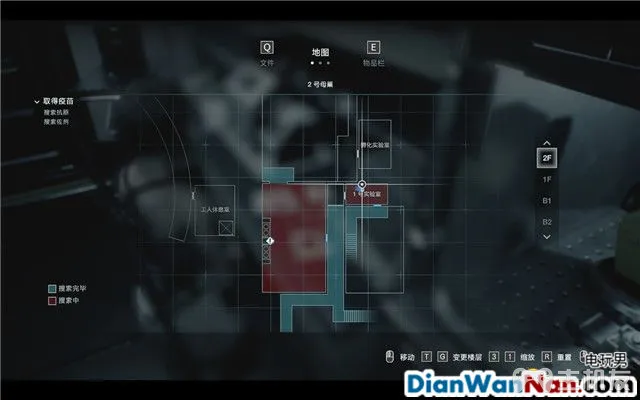 Q
地图
E
文件
物品栏
2 号母巢
取得疫苗
搜索抗原
搜索佐剂
孵化实验室
2F
1F
B1
B2
1 号实验室
工人休息室
搜索完毕
搜索中
移动 T G 变更楼层 3 1 缩放 R 重置
电玩男
DianWanNan.com